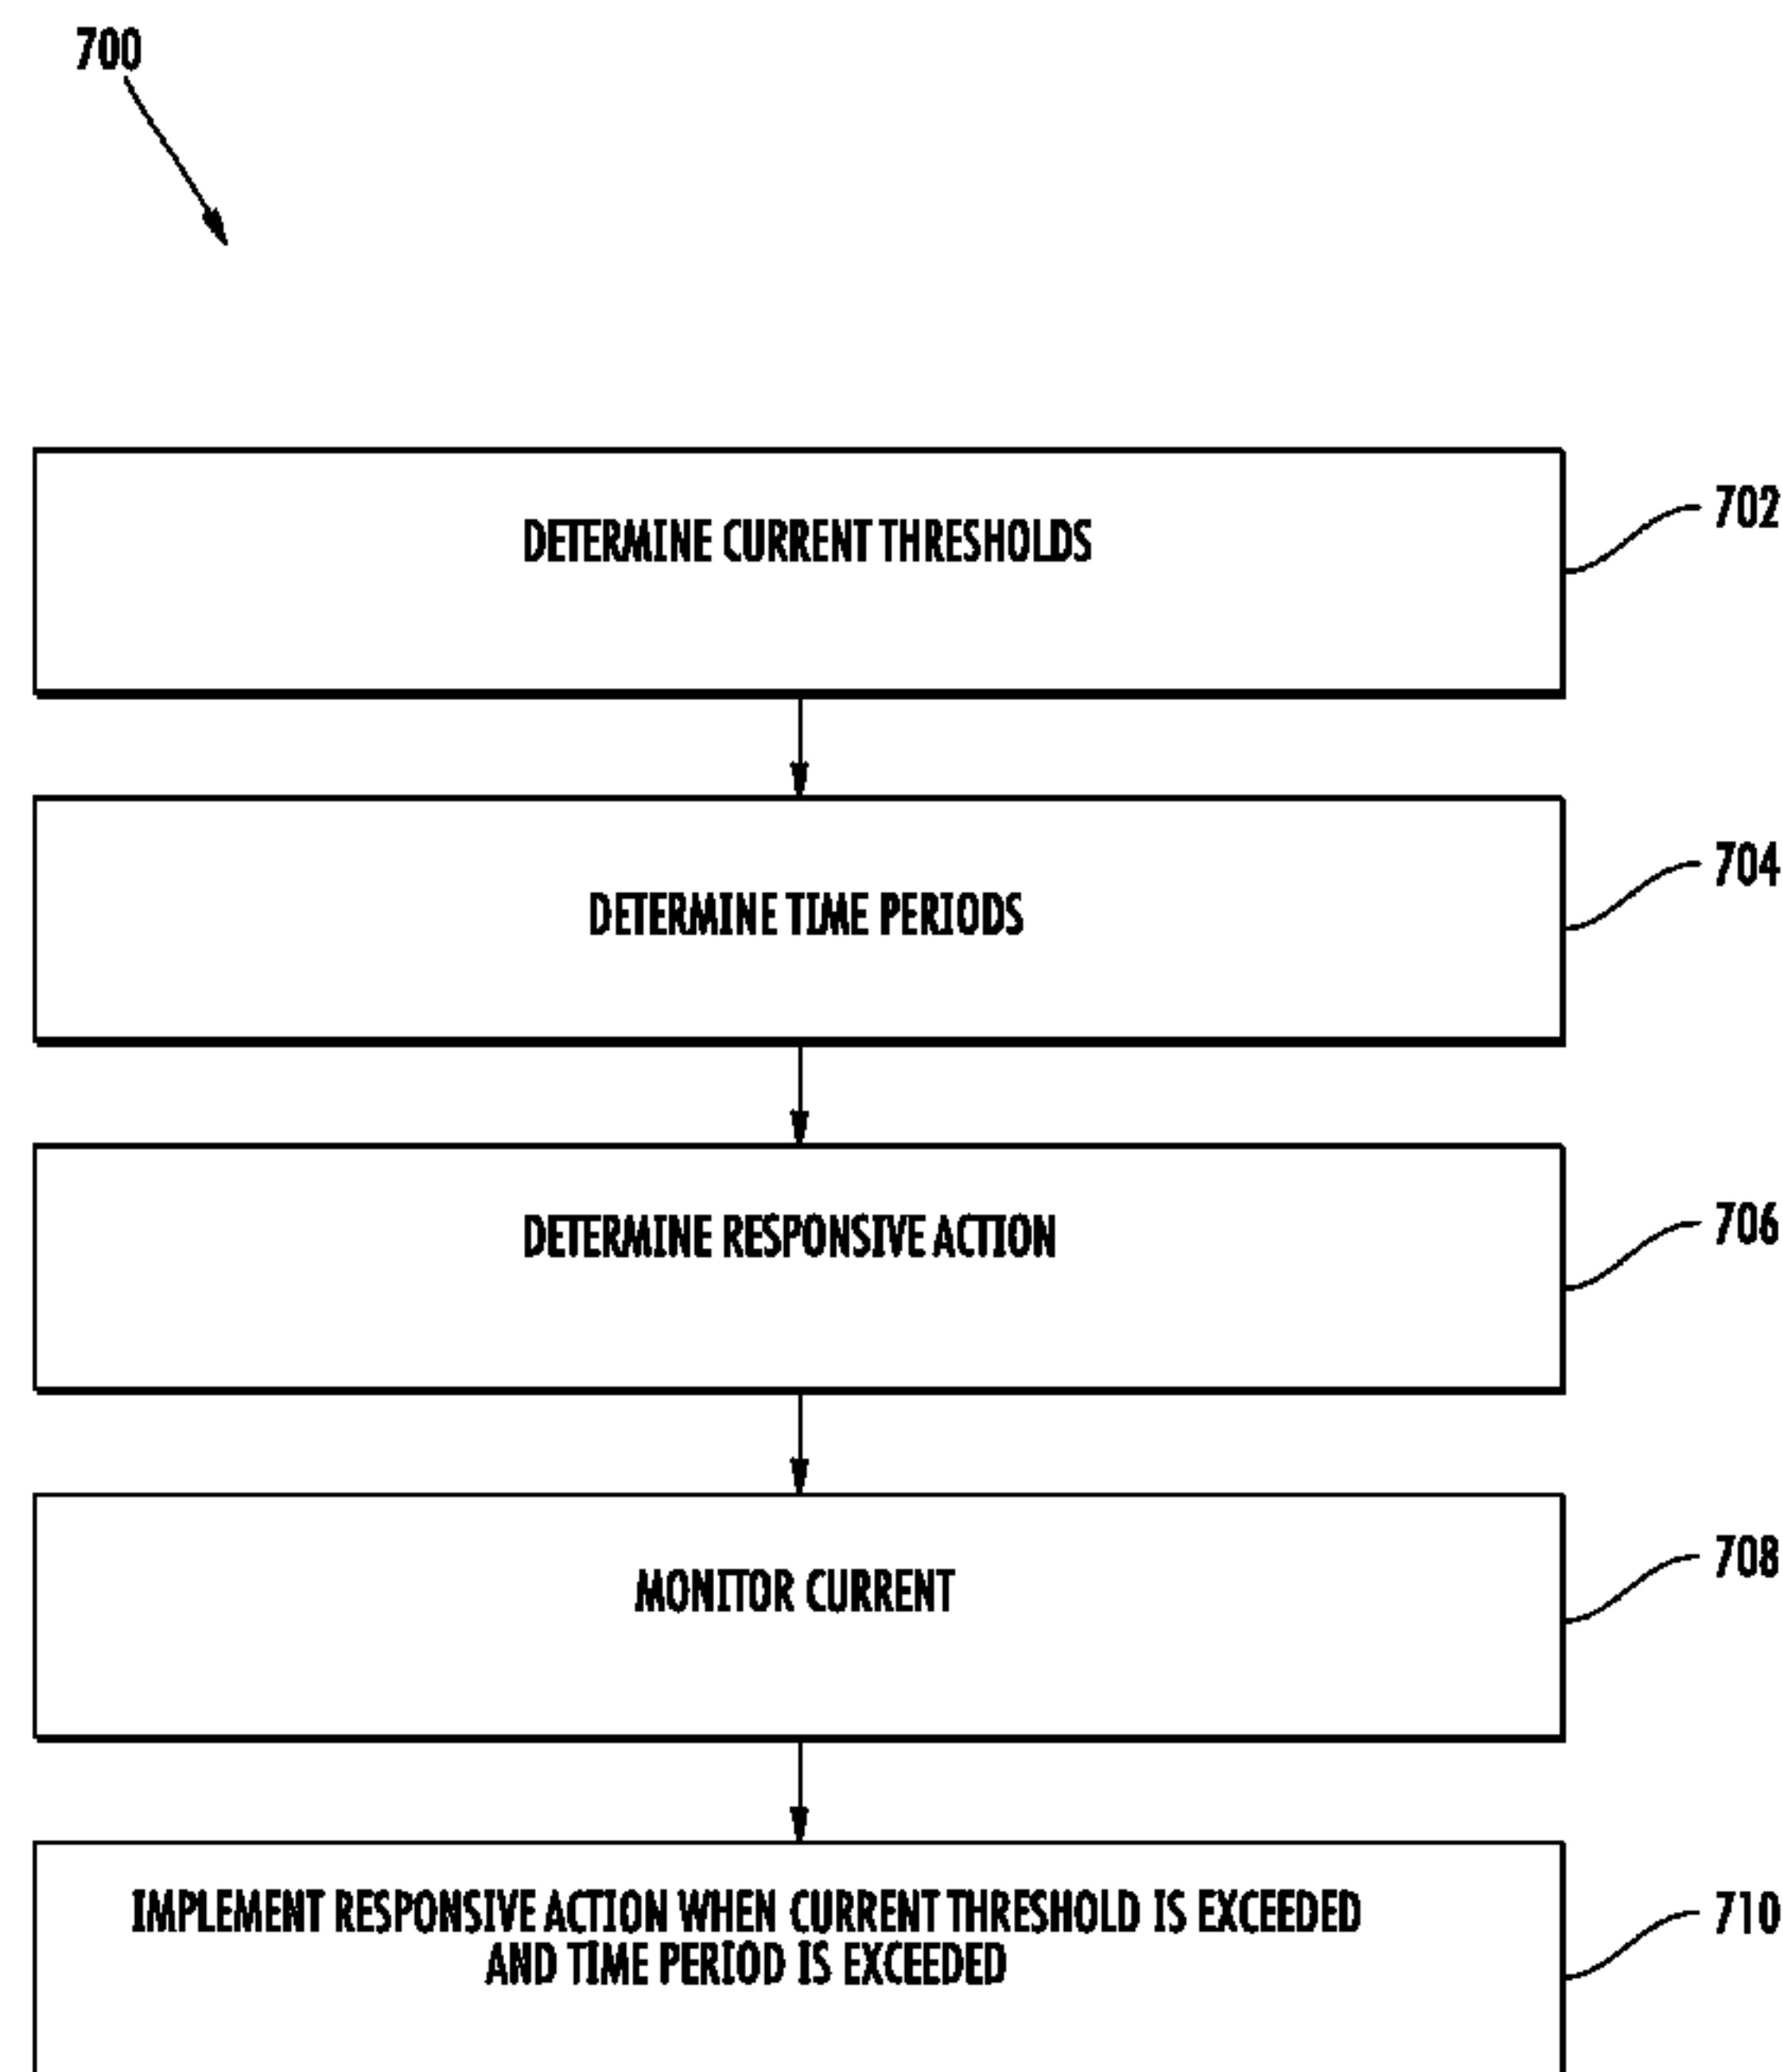 700
DETERMINE CURRENT THRESHOLDS
702
DETERMINE TIME PERIODS
704
DETERMINE RESPONSIVE ACTION
706
MONITOR CURRENT
708
IMPLEMENT RESPONSIVE ACTION WHEN CURRENT THRESHOLD IS EXCEEDED
AND TIME PERIOD IS EXCEEDED
710